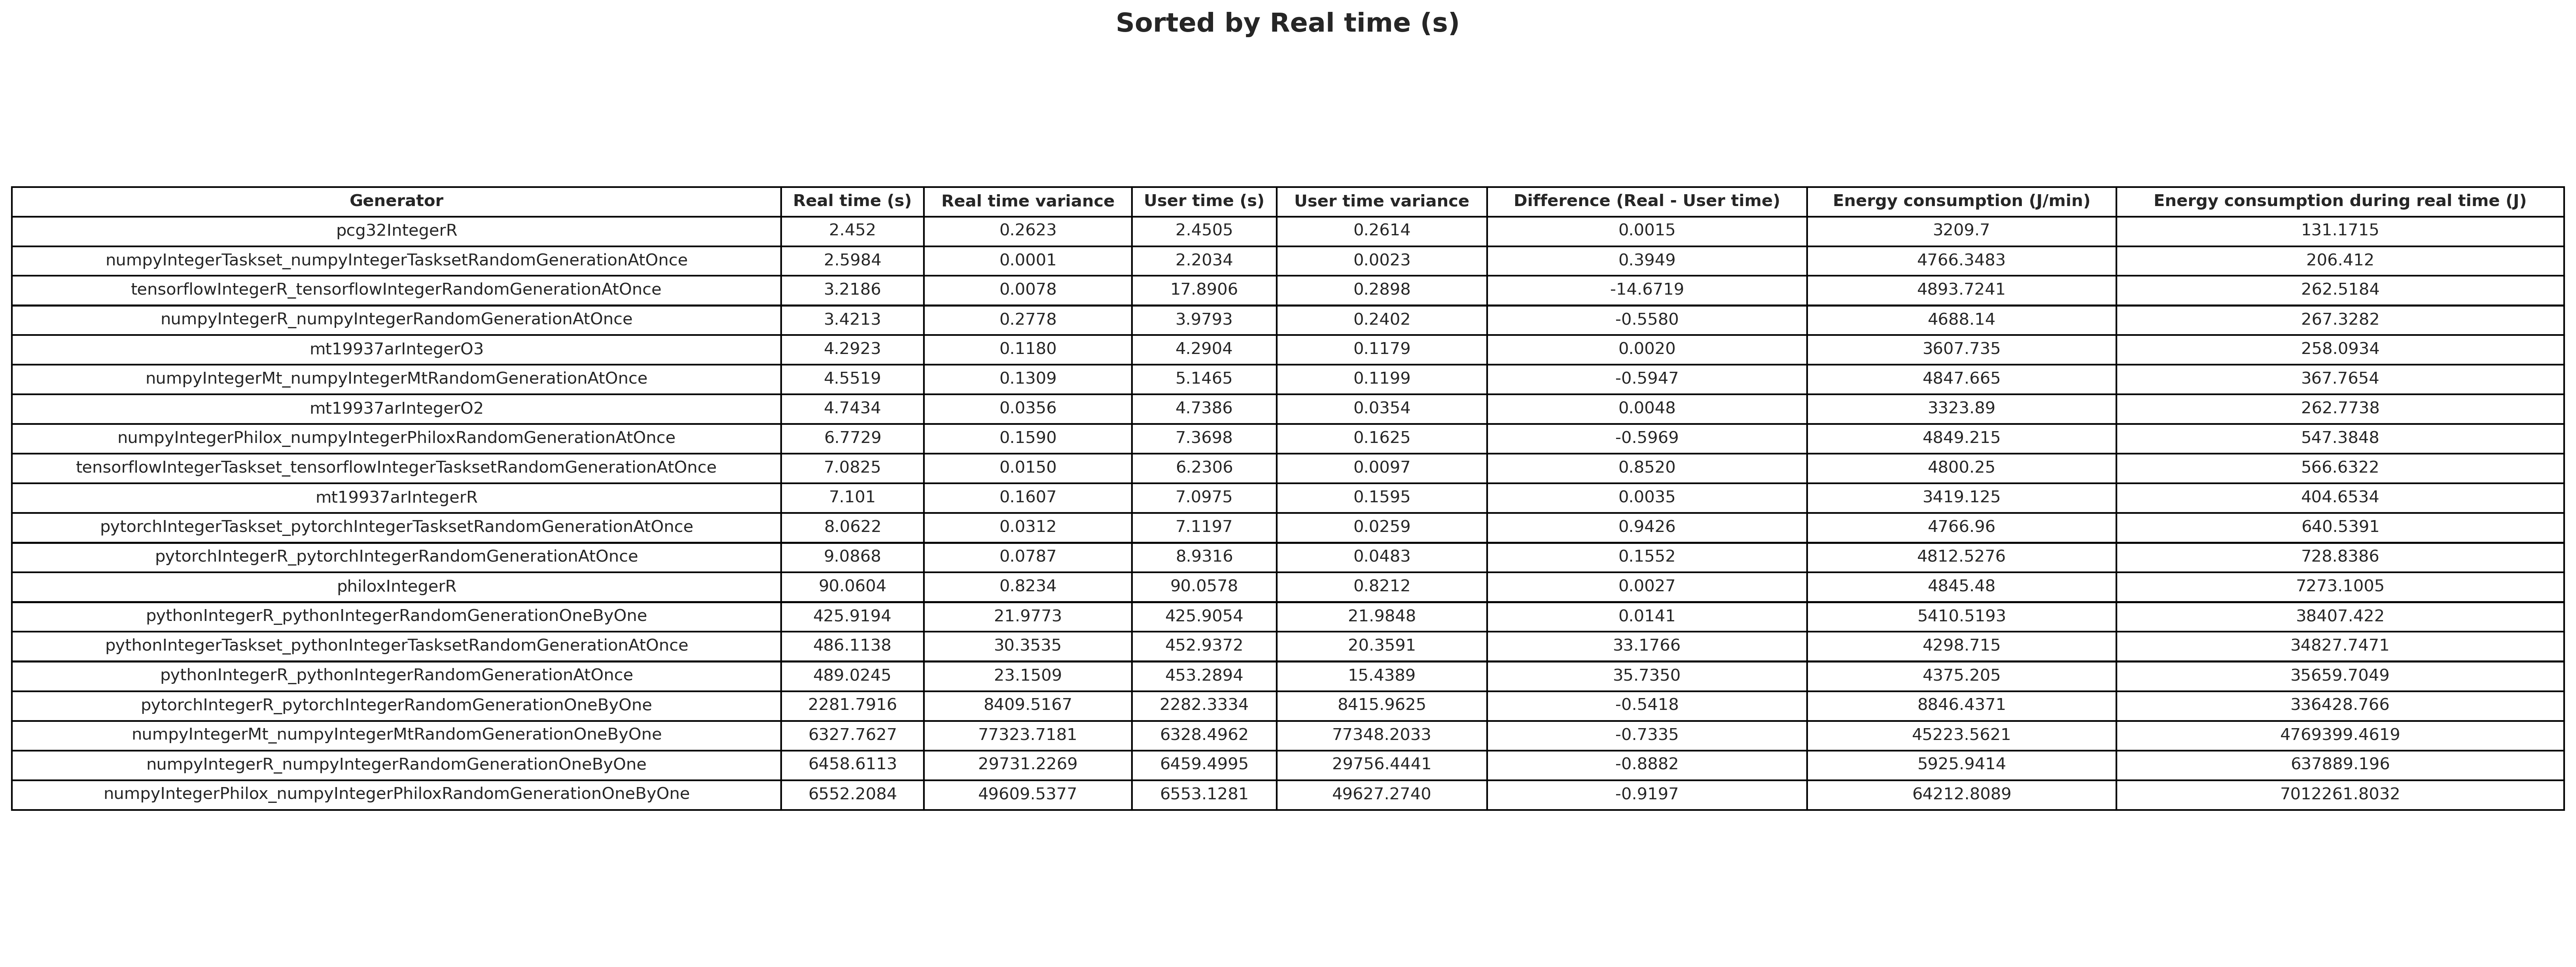 Sorted by Real time (s)
Generator Real time (s) Real time variance User time (s) User time variance Difference (Real - User time) Energy consumption (J/min) Energy consumption during real time (J)
pcg32IntegerR 2.452 0.2623 2.4505 0.2614 0.0015 3209.7 131.1715
numpyIntegerTaskset_numpyIntegerTasksetRandomGenerationAtOnce 2.5984 0.0001 2.2034 0.0023 0.3949 4766.3483 206.412
tensorflowIntegerR_tensorflowIntegerRandomGenerationAtOnce 3.2186 0.0078 17.8906 0.2898 -14.6719 4893.7241 262.5184
numpyIntegerR_numpyIntegerRandomGenerationAtOnce 3.4213 0.2778 3.9793 0.2402 -0.5580 4688.14 267.3282
mt19937arIntegerO3 4.2923 0.1180 4.2904 0.1179 0.0020 3607.735 258.0934
numpyIntegerMt_numpyIntegerMtRandomGenerationAtOnce 4.5519 0.1309 5.1465 0.1199 -0.5947 4847.665 367.7654
mt19937arIntegerO2 4.7434 0.0356 4.7386 0.0354 0.0048 3323.89 262.7738
numpyIntegerPhilox_numpyIntegerPhiloxRandomGenerationAtOnce 6.7729 0.1590 7.3698 0.1625 -0.5969 4849.215 547.3848
tensorflowIntegerTaskset_tensorflowIntegerTasksetRandomGenerationAtOnce 7.0825 0.0150 6.2306 0.0097 0.8520 4800.25 566.6322
mt19937arIntegerR 7.101 0.1607 7.0975 0.1595 0.0035 3419.125 404.6534
pytorchIntegerTaskset_pytorchIntegerTasksetRandomGenerationAtOnce 8.0622 0.0312 7.1197 0.0259 0.9426 4766.96 640.5391
pytorchIntegerR_pytorchIntegerRandomGenerationAtOnce 9.0868 0.0787 8.9316 0.0483 0.1552 4812.5276 728.8386
philoxIntegerR 90.0604 0.8234 90.0578 0.8212 0.0027 4845.48 7273.1005
pythonIntegerR_pythonIntegerRandomGenerationOneByOne 425.9194 21.9773 425.9054 21.9848 0.0141 5410.5193 38407.422
pythonIntegerTaskset_pythonIntegerTasksetRandomGenerationAtOnce 486.1138 30.3535 452.9372 20.3591 33.1766 4298.715 34827.7471
pythonIntegerR_pythonIntegerRandomGenerationAtOnce 489.0245 23.1509 453.2894 15.4389 35.7350 4375.205 35659.7049
pytorchIntegerR_pytorchIntegerRandomGenerationOneByOne 2281.7916 8409.5167 2282.3334 8415.9625 -0.5418 8846.4371 336428.766
numpyIntegerMt_numpyIntegerMtRandomGenerationOneByOne 6327.7627 77323.7181 6328.4962 77348.2033 -0.7335 45223.5621 4769399.4619
numpyIntegerR_numpyIntegerRandomGenerationOneByOne 6458.6113 29731.2269 6459.4995 29756.4441 -0.8882 5925.9414 637889.196
numpyIntegerPhilox_numpyIntegerPhiloxRandomGenerationOneByOne 6552.2084 49609.5377 6553.1281 49627.2740 -0.9197 64212.8089 7012261.8032